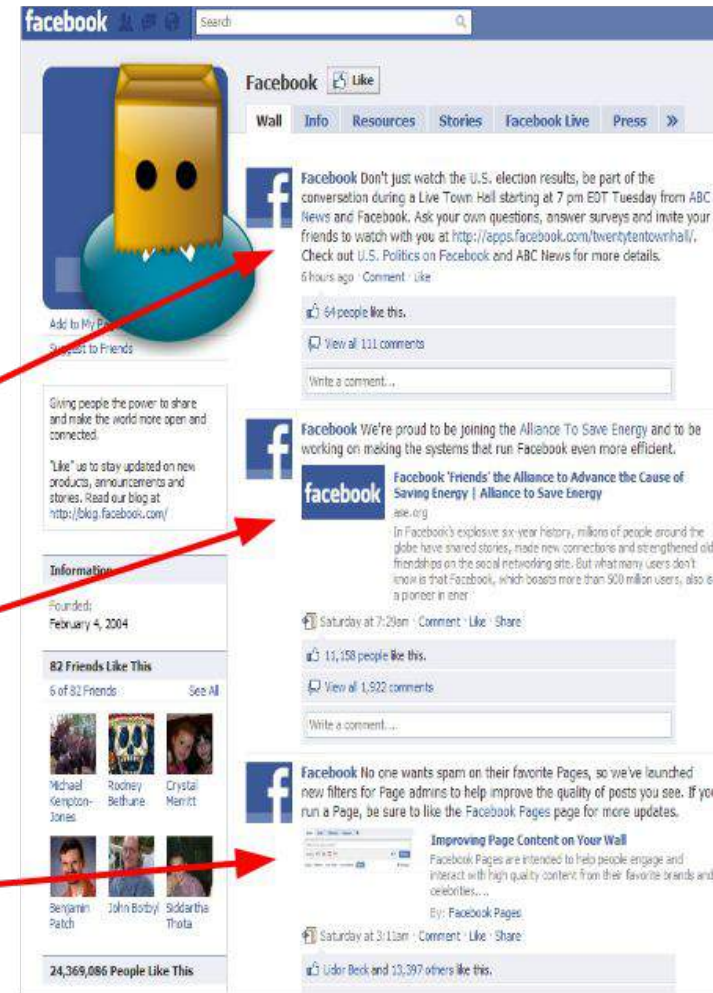 facebook
Search
Facebook Like
Wall Info Resources Stories Facebook Live Press »
Facebook Don't just watch the U.S. election results, be part of the
conversation during a Live Town Hall starting at 7 pm EDT Tuesday from ABC
News and Facebook. Ask your own questions, answer surveys and invite your
friends to watch with you at http://apps.facebook.com/twentytentownhall/.
Check out U.S. Politics on Facebook and ABC News for more details.
6 hours ago · Comment · Like
64 people like this.
View all 111 comments
Write a comment...
Add to My
Suggest to Friends
Giving people the power to share
and make the world more open and
connected.
"Like" us to stay updated on new
products, announcements and
stories. Read our blog at
http://blog.facebook.com/
Information
Founded:
February 4, 2004
82 Friends Like This
6 of 82 Friends See All
Michael
Kempton-
Jones
Rodney
Bethune
Crystal
Merritt
Benjamin
Patch
John Botbyl
Siddartha
Thota
24,369,086 People Like This
Facebook We're proud to be joining the Alliance To Save Energy and to be
working on making the systems that run Facebook even more efficient.
facebook
Facebook 'Friends' the Alliance to Advance the Cause of
Saving Energy | Alliance to Save Energy
ase.org
In Facebook's explosive six-year history, millions of people around the
globe have shared stories, made new connections and strengthened old
friendships on the social networking site. But what many users don't
know is that Facebook, which boasts more than 500 million users, also is
a pioneer in ener
Saturday at 7:29am · Comment · Like · Share
11,158 people like this.
View all 1,922 comments
Write a comment...
Facebook No one wants spam on their favorite Pages, so we've launched
new filters for Page admins to help improve the quality of posts you see. If you
run a Page, be sure to like the Facebook Pages page for more updates.
Improving Page Content on Your Wall
Facebook Pages are intended to help people engage and
interact with high quality content from their favorite brands and
celebrities....
By: Facebook Pages
Saturday at 3:11am · Comment · Like · Share
Lidor Beck and 13,397 others like this.